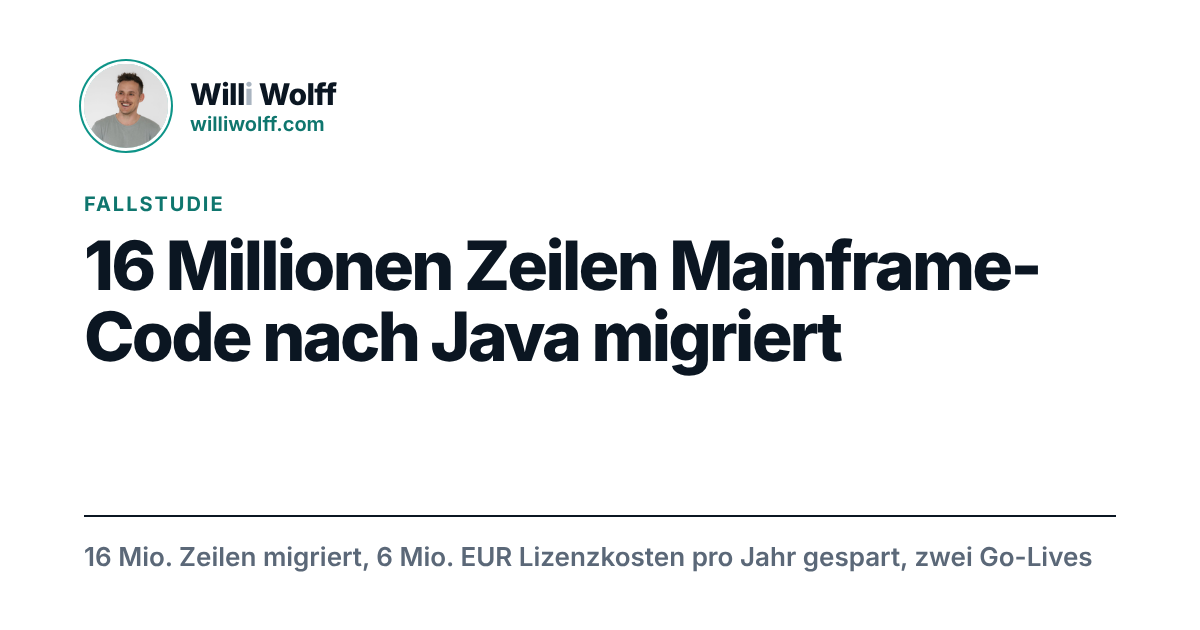 Willi Wolff
williwolff.com
FALLSTUDIE
16 Millionen Zeilen Mainframe-
Code nach Java migriert
16 Mio. Zeilen migriert, 6 Mio. EUR Lizenzkosten pro Jahr gespart, zwei Go-Lives